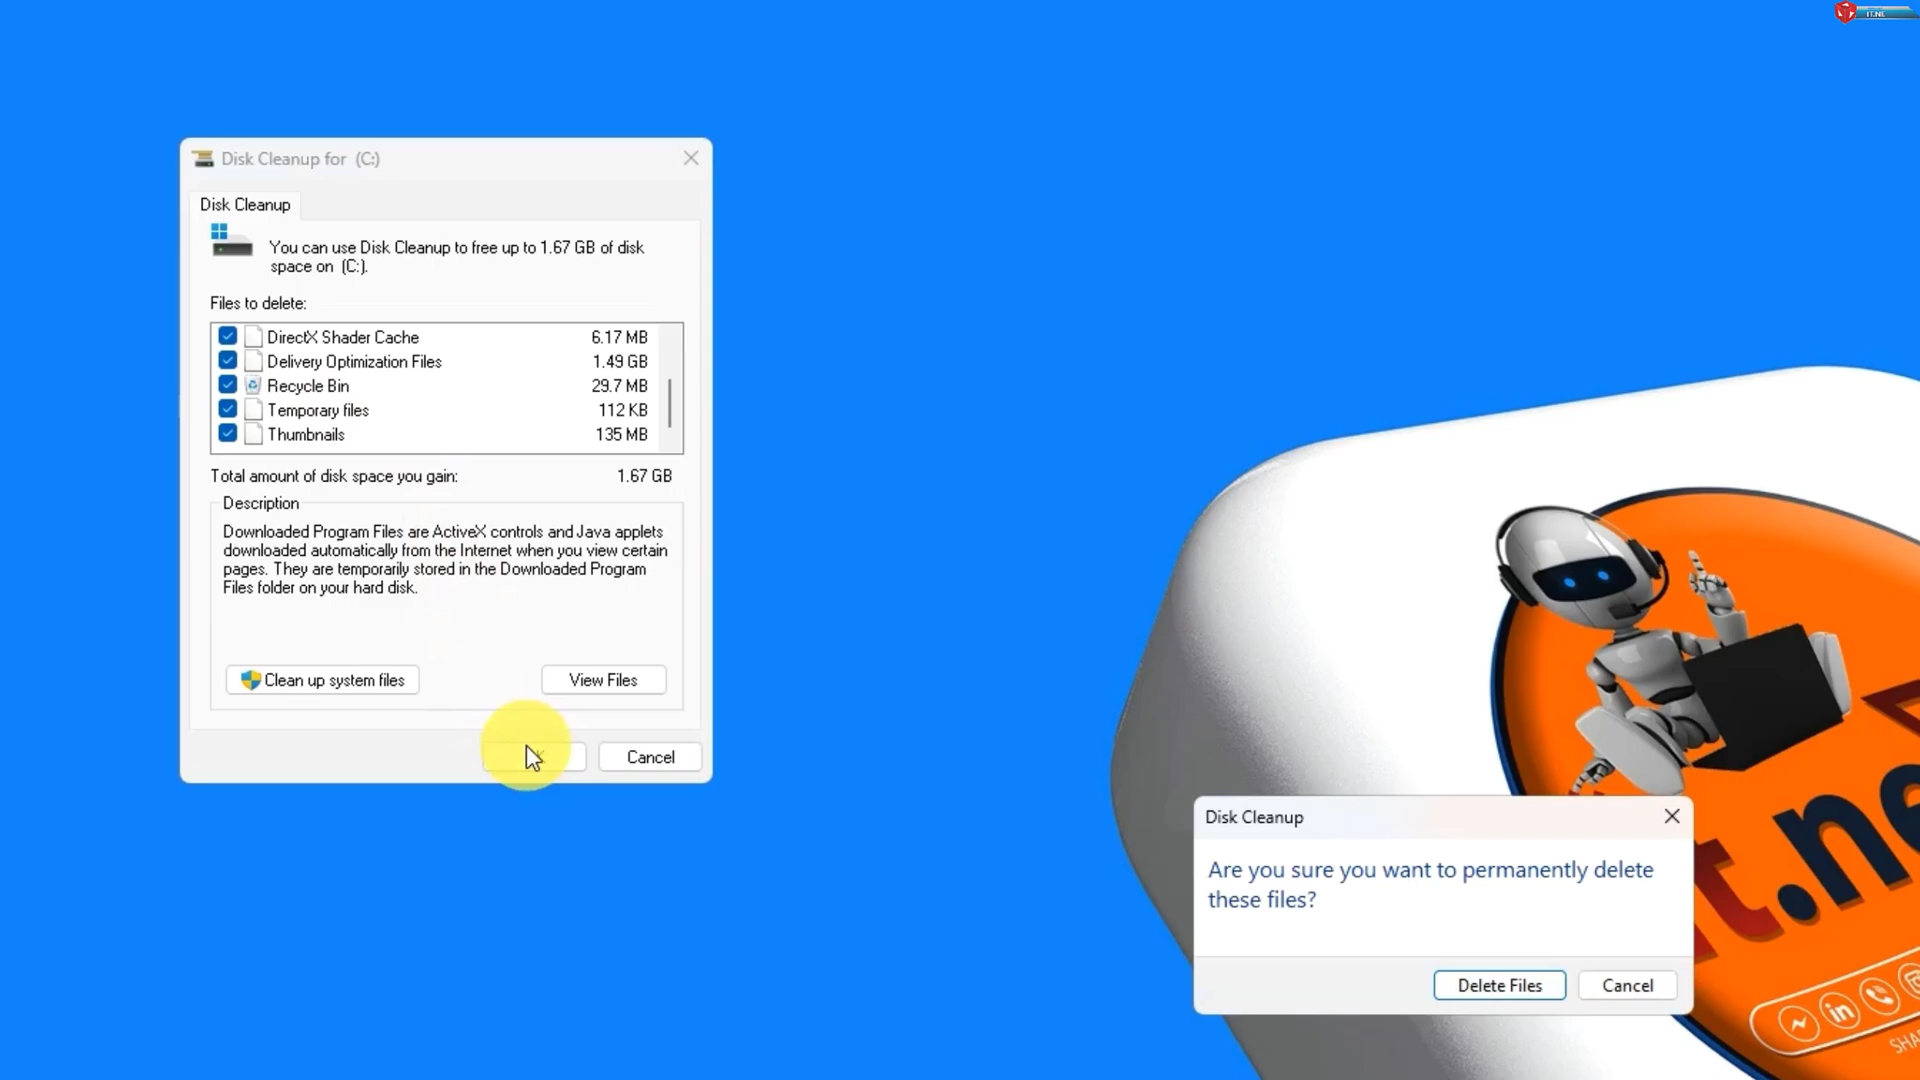 IT.NE
Disk Cleanup for (C:)
Disk Cleanup
You can use Disk Cleanup to free up to 1.67 GB of disk
space on (C:).
Files to delete:
DirectX Shader Cache 6.17 MB
Delivery Optimization Files 1.49 GB
Recycle Bin 29.7 MB
Temporary files 112 KB
Thumbnails 135 MB
Total amount of disk space you gain: 1.67 GB
Description
Downloaded Program Files are ActiveX controls and Java applets
downloaded automatically from the Internet when you view certain
pages. They are temporarily stored in the Downloaded Program
Files folder on your hard disk.
Clean up system files View Files
Cancel
Disk Cleanup
Are you sure you want to permanently delete
these files?
Delete Files Cancel
it.ne
in
SHA